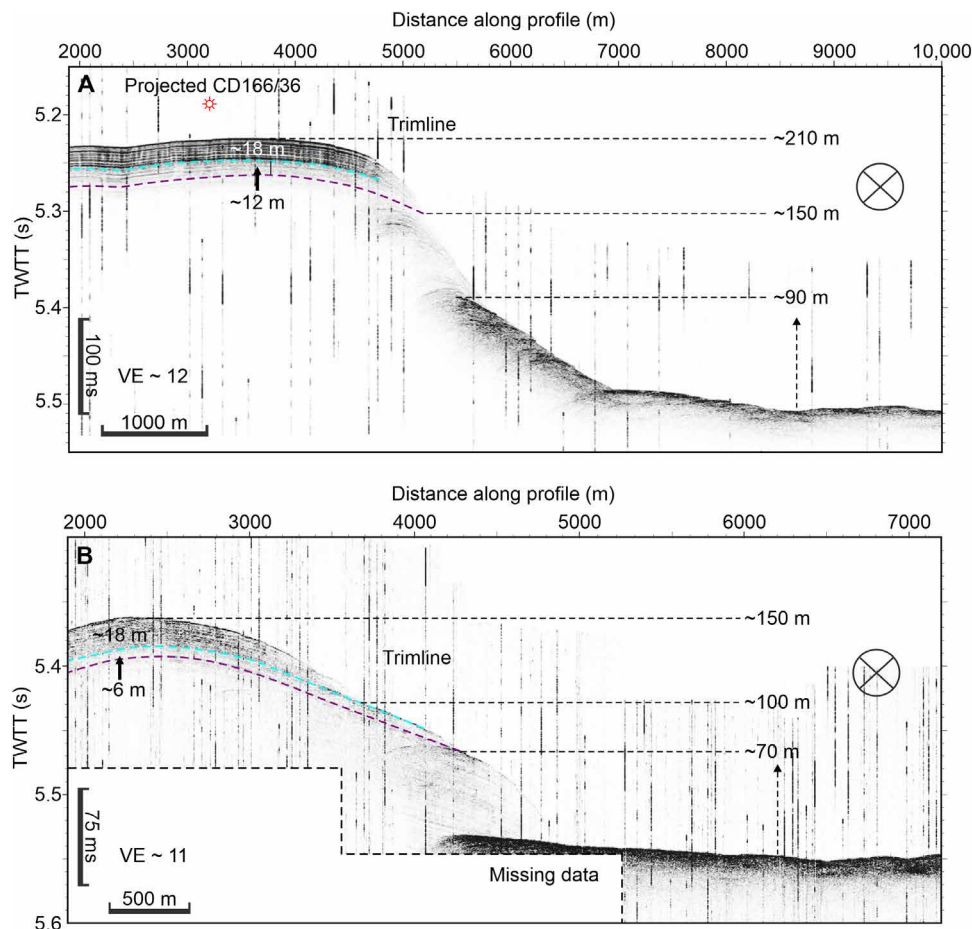 Distance along profile (m)
2000 3000 4000 5000 6000 7000 8000 9000 10,000
A Projected CD166/36
5.2
Trimline
~210 m
~18 m
~12 m
5.3
~150 m
TWTT (s)
5.4
~90 m
100 ms
VE ~ 12
5.5
1000 m
Distance along profile (m)
2000 3000 4000 5000 6000 7000
B
~150 m
~18 m
Trimline
5.4
~6 m
~100 m
TWTT (s)
~70 m
5.5
75 ms
VE ~ 11
Missing data
500 m
5.6